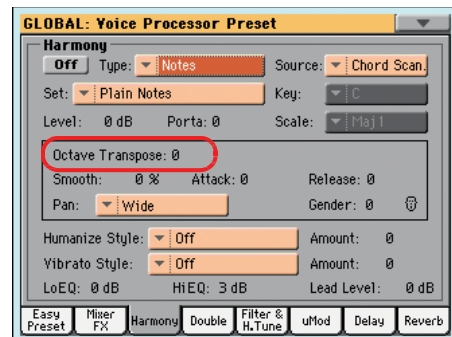 GLOBAL: Voice Processor Preset
Harmony
Off Type: Notes Source: Chord Scan.
Set: Plain Notes Key: C
Level: 0 dB Porta: 0 Scale: Maj1
Octave Transpose: 0
Smooth: 0 % Attack: 0 Release: 0
Pan: Wide Gender: 0
Humanize Style: Off Amount: 0
Vibrato Style: Off Amount: 0
LoEQ: 0 dB HiEQ: 3 dB Lead Level: 0 dB
Easy Preset Mixer FX Harmony Double Filter & H.Tune uMod Delay Reverb